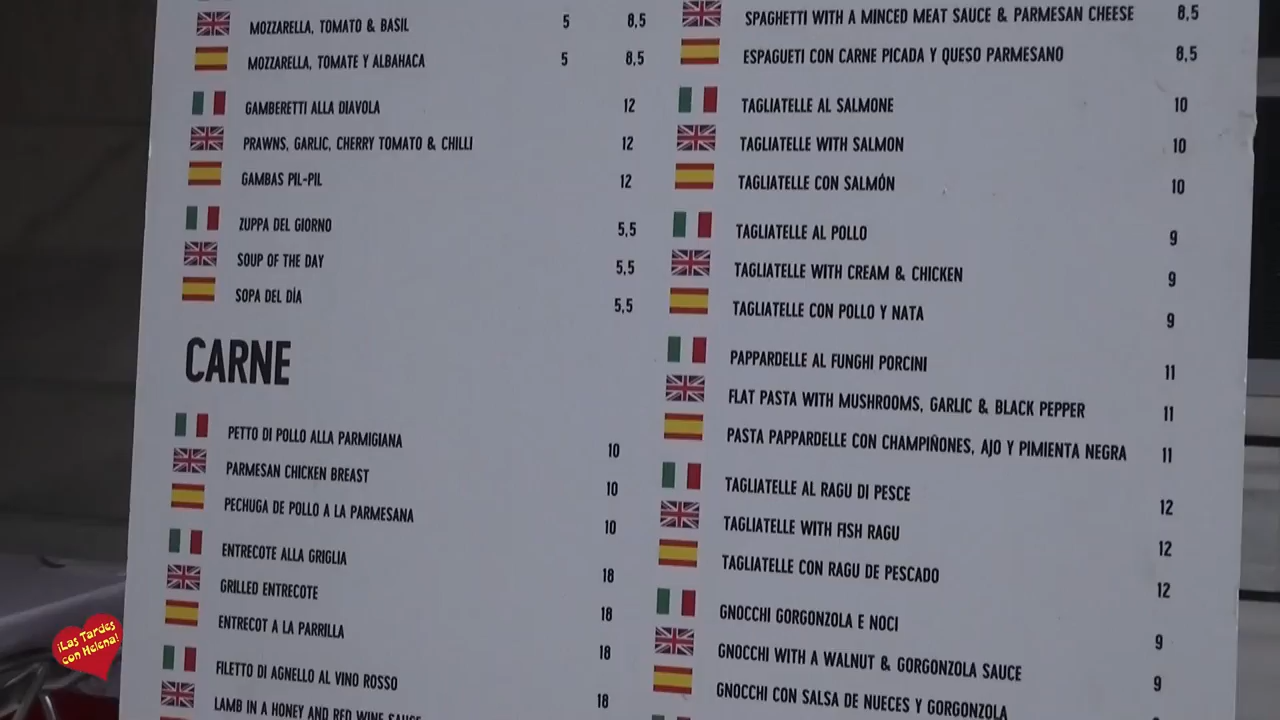 MOZZARELLA, TOMATO & BASIL 5 8,5
MOZZARELLA, TOMATE Y ALBAHACA 5 8,5
GAMBERETTI ALLA DIAVOLA 12
PRAWNS, GARLIC, CHERRY TOMATO & CHILLI 12
GAMBAS PIL-PIL 12
ZUPPA DEL GIORNO 5,5
SOUP OF THE DAY 5,5
SOPA DEL DÍA 5,5
CARNE
PETTO DI POLLO ALLA PARMIGIANA 10
PARMESAN CHICKEN BREAST 10
PECHUGA DE POLLO A LA PARMESANA 10
ENTRECOTE ALLA GRIGLIA 18
GRILLED ENTRECOTE 18
ENTRECOT A LA PARRILLA 18
FILETTO DI AGNELLO AL VINO ROSSO 18
LAMB IN A HONEY AND RED WINE SAUCE
SPAGHETTI WITH A MINCED MEAT SAUCE & PARMESAN CHEESE 8,5
ESPAGUETI CON CARNE PICADA Y QUESO PARMESANO 8,5
TAGLIATELLE AL SALMONE 10
TAGLIATELLE WITH SALMON 10
TAGLIATELLE CON SALMÓN 10
TAGLIATELLE AL POLLO 9
TAGLIATELLE WITH CREAM & CHICKEN 9
TAGLIATELLE CON POLLO Y NATA 9
PAPPARDELLE AL FUNGHI PORCINI 11
FLAT PASTA WITH MUSHROOMS, GARLIC & BLACK PEPPER 11
PASTA PAPPARDELLE CON CHAMPIÑONES, AJO Y PIMIENTA NEGRA 11
TAGLIATELLE AL RAGU DI PESCE 12
TAGLIATELLE WITH FISH RAGU 12
TAGLIATELLE CON RAGU DE PESCADO 12
GNOCCHI GORGONZOLA E NOCI 9
GNOCCHI WITH A WALNUT & GORGONZOLA SAUCE 9
GNOCCHI CON SALSA DE NUECES Y GORGONZOLA
¡Las Tardes
con Helena!